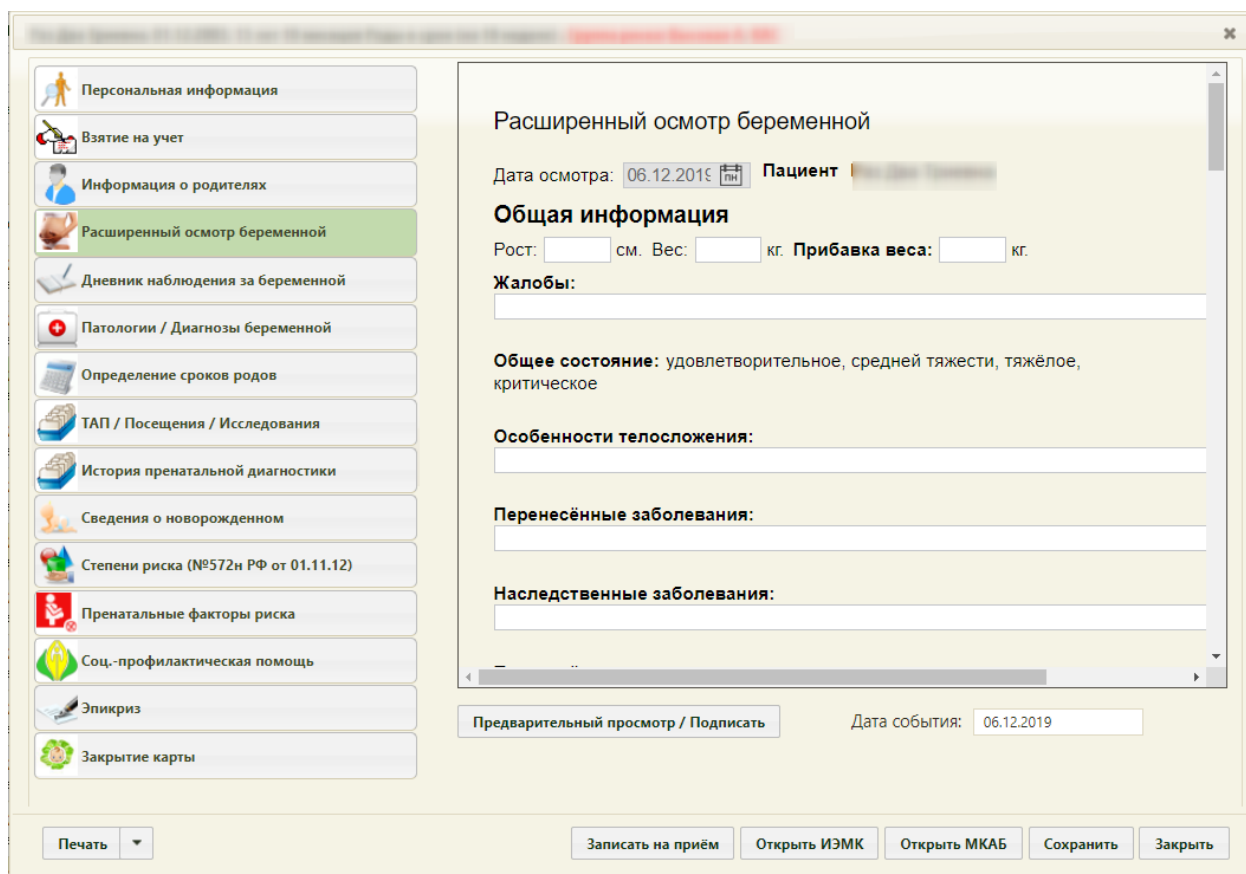 Персональная информация
Взятие на учет
Информация о родителях
Расширенный осмотр беременной
Дневник наблюдения за беременной
Патологии / Диагнозы беременной
Определение сроков родов
ТАП / Посещения / Исследования
История пренатальной диагностики
Сведения о новорожденном
Степени риска (№572н РФ от 01.11.12)
Пренатальные факторы риска
Соц.-профилактическая помощь
Эпикриз
Закрытие карты
Расширенный осмотр беременной
Дата осмотра: 06.12.2019 ПН Пациент
Общая информация
Рост: см. Вес: кг. Прибавка веса: кг.
Жалобы:
Общее состояние: удовлетворительное, средней тяжести, тяжёлое,
критическое
Особенности телосложения:
Перенесённые заболевания:
Наследственные заболевания:
Предварительный просмотр / Подписать Дата события: 06.12.2019
Печать Записать на приём Открыть ИЭМК Открыть МКАБ Сохранить Закрыть